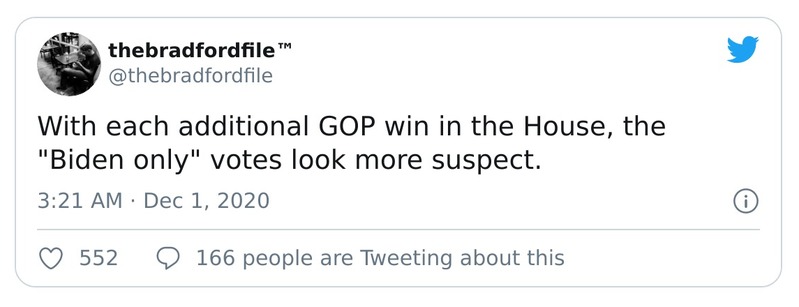 thebradfordfile™
@thebradfordfile
With each additional GOP win in the House, the
"Biden only" votes look more suspect.
3:21 AM · Dec 1, 2020
552 166 people are Tweeting about this